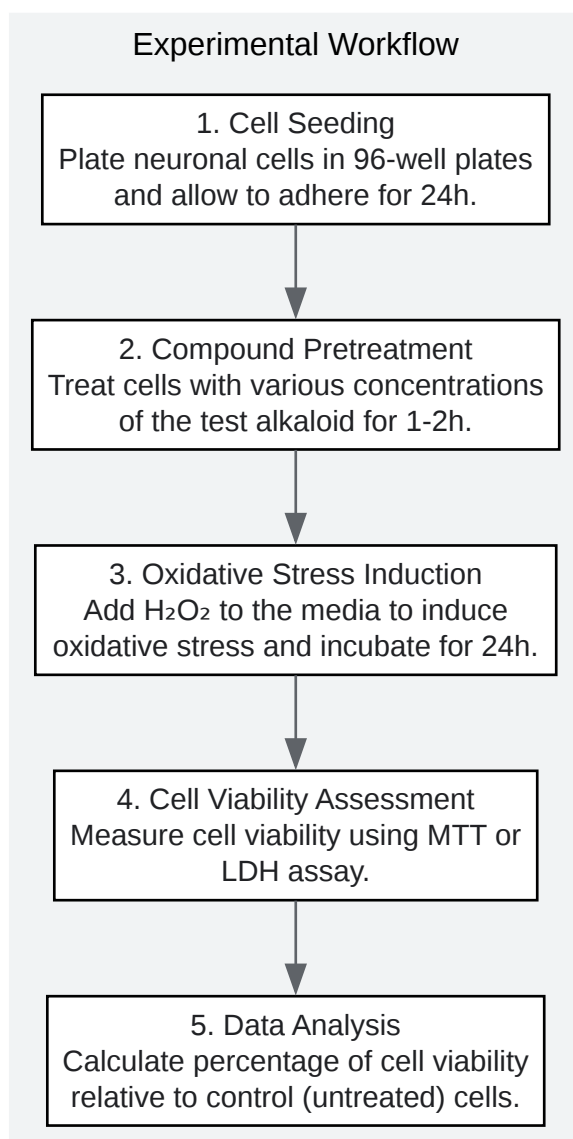 Experimental Workflow
1. Cell Seeding
Plate neuronal cells in 96-well plates
and allow to adhere for 24h.
2. Compound Pretreatment
Treat cells with various concentrations
of the test alkaloid for 1-2h.
3. Oxidative Stress Induction
Add H₂O₂ to the media to induce
oxidative stress and incubate for 24h.
4. Cell Viability Assessment
Measure cell viability using MTT or
LDH assay.
5. Data Analysis
Calculate percentage of cell viability
relative to control (untreated) cells.